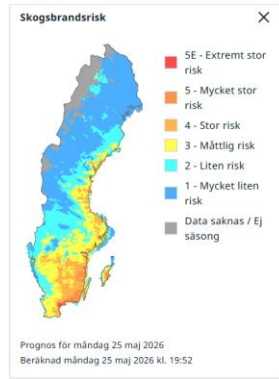 Skogsbrandsrisk
5E - Extremt stor
risk
5 - Mycket stor
risk
4 - Stor risk
3 - Måttlig risk
2 - Liten risk
1 - Mycket liten
risk
Data saknas / Ej
säsong
Prognos för måndag 25 maj 2026
Beräknad måndag 25 maj 2026 kl. 19:52